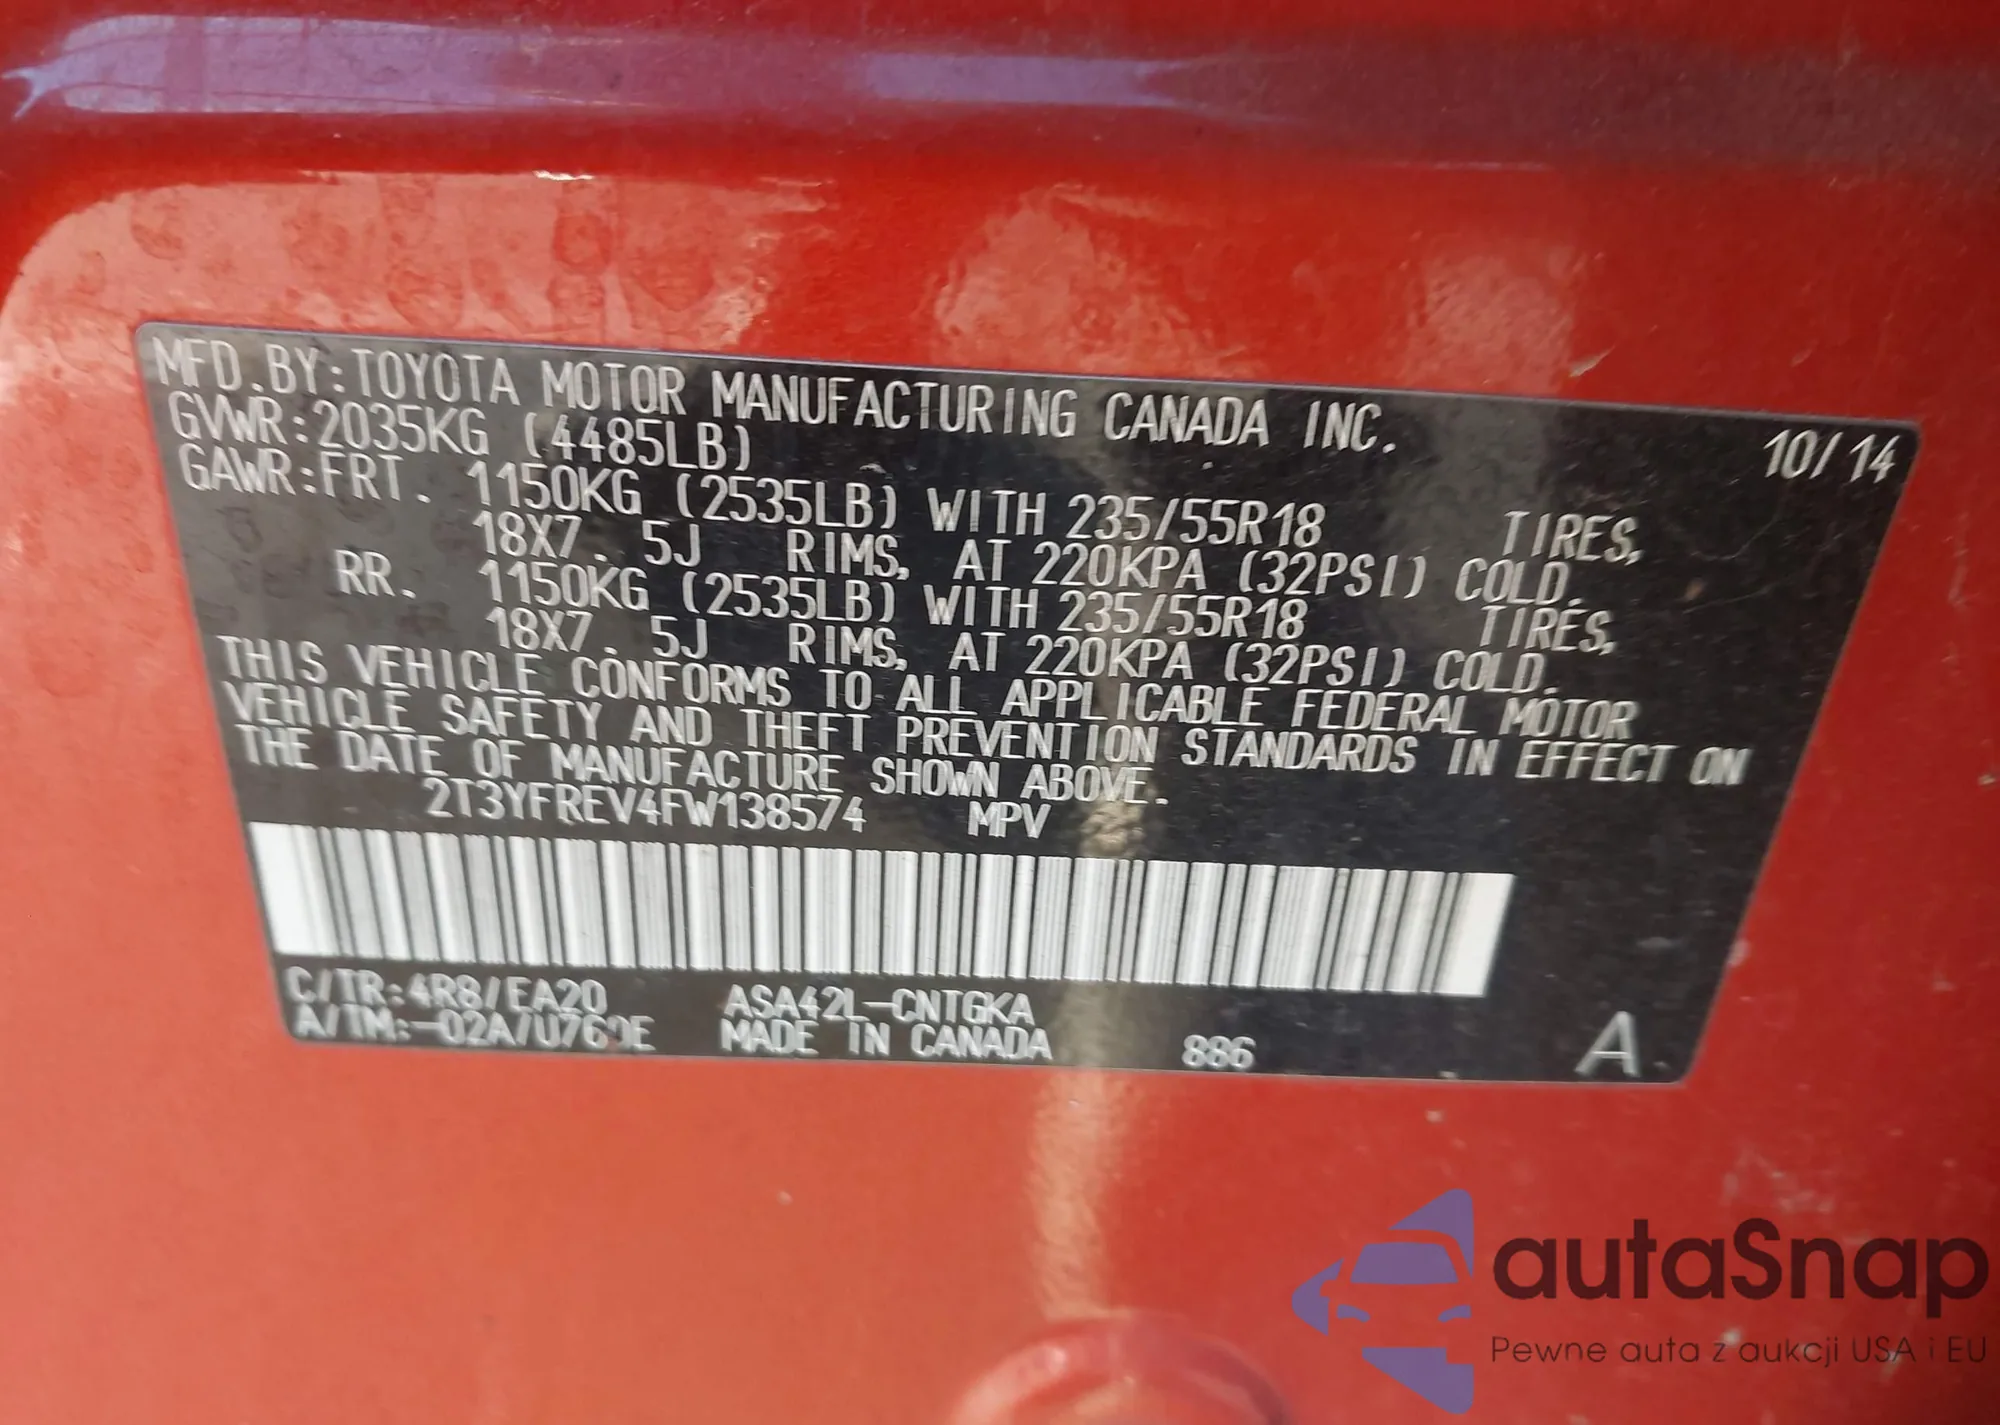 MFD.BY:TOYOTA MOTOR MANUFACTURING CANADA INC. 10/14
GVWR:2035KG (4485LB)
GAWR:FRT. 1150KG (2535LB) WITH 235/55R18 TIRES,
18X7.5J RIMS, AT 220KPA (32PSI) COLD.
RR. 1150KG (2535LB) WITH 235/55R18 TIRES,
18X7.5J RIMS, AT 220KPA (32PSI) COLD.
THIS VEHICLE CONFORMS TO ALL APPLICABLE FEDERAL MOTOR
VEHICLE SAFETY AND THEFT PREVENTION STANDARDS IN EFFECT ON
THE DATE OF MANUFACTURE SHOWN ABOVE.
2T3YFREV4FW138574 MPV
C/TR:4R8/EA20 ASA42L-CNTGKA
A/TM:-02A/U760E MADE IN CANADA 886 A
autaSnap
Pewne auta z aukcji USA i EU